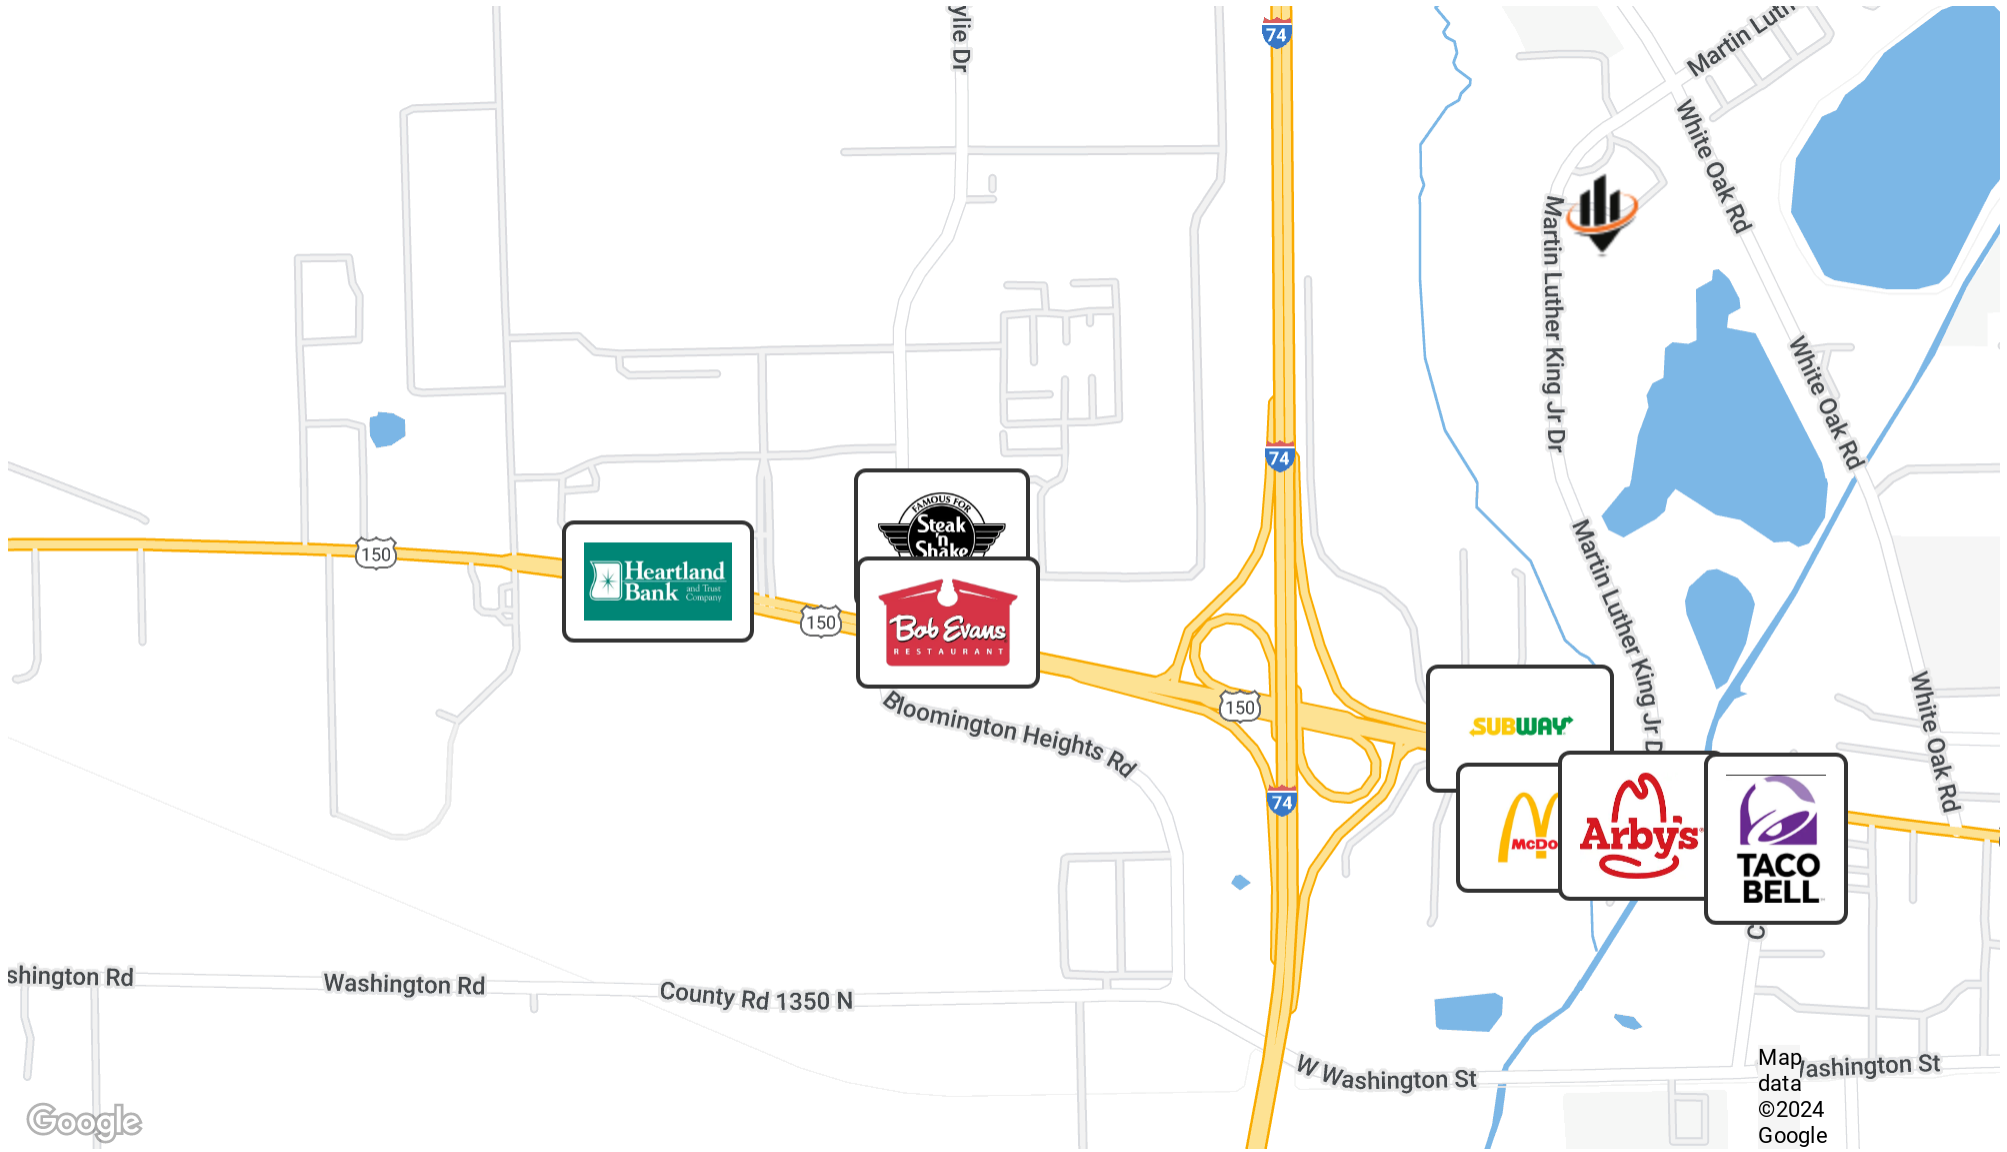 ylie Dr
74
Martin Luth
White Oak Rd
Martin Luther King Jr Dr
White Oak Rd
74
FAMOUS FOR
Steak
'n
Shake
150
Heartland
Bank
and Trust
Company
150
Bob Evans
RESTAURANT
Martin Luther King Jr D
150
SUBWAY
Bloomington Heights Rd
White Oak Rd
74
McDo
Arby's
TACO
BELL
C
shington Rd
Washington Rd
County Rd 1350 N
W Washington St
ashington St
Map
data
©2024
Google
Google